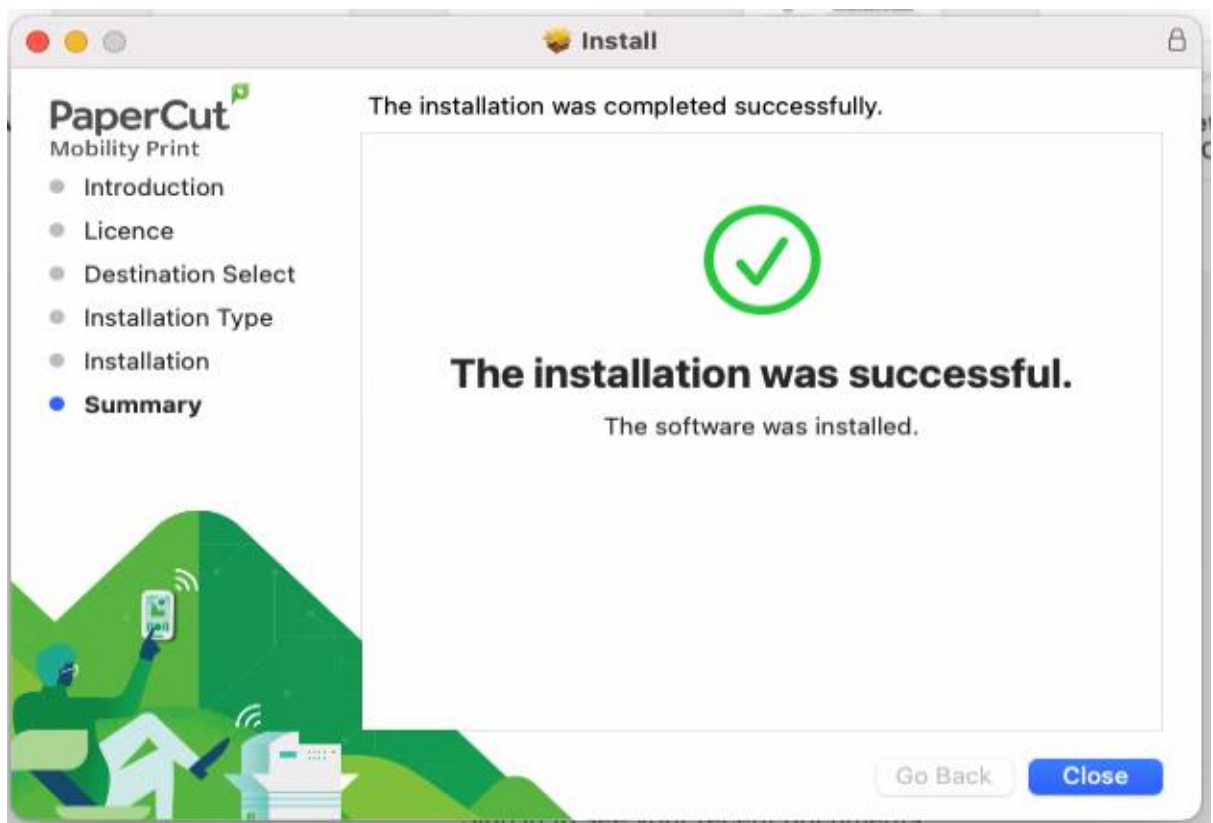 Install
PaperCut
Mobility Print
Introduction
Licence
Destination Select
Installation Type
Installation
Summary
The installation was completed successfully.
The installation was successful.
The software was installed.
Go Back
Close